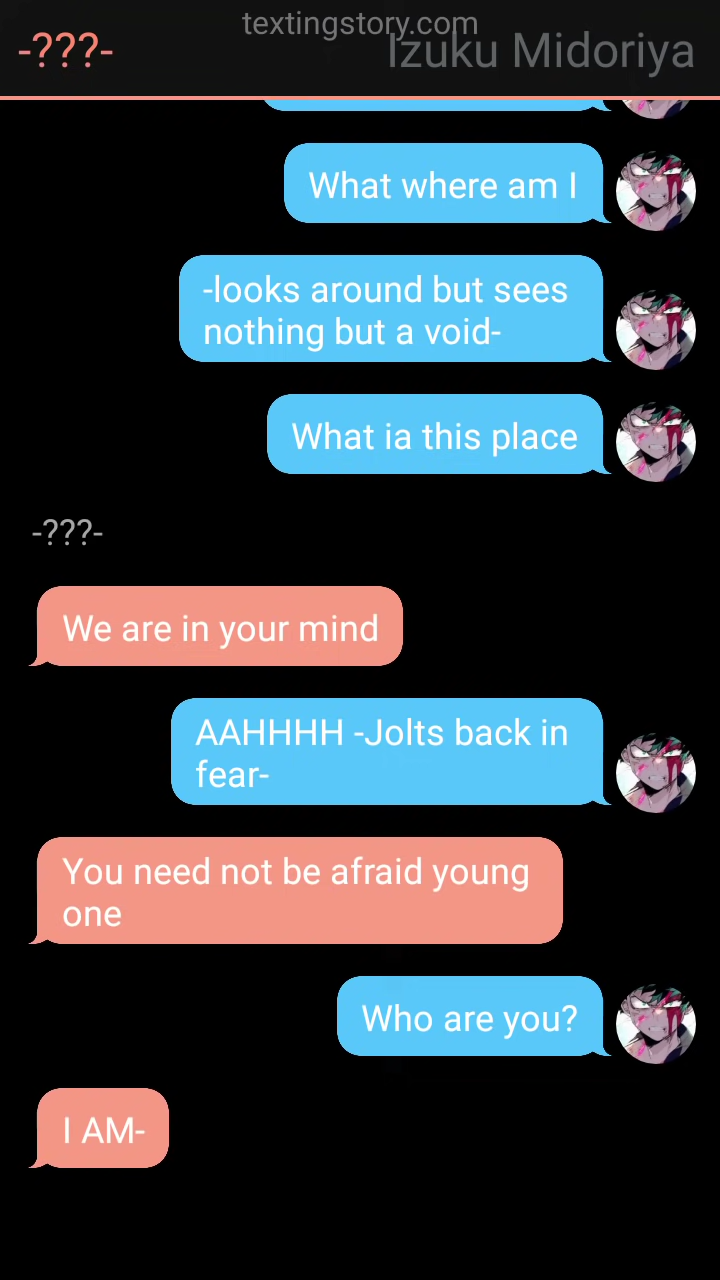 textingstory.com
-???-
Izuku Midoriya
What where am I
-looks around but sees
nothing but a void-
What ia this place
-???-
We are in your mind
AAHHHH -Jolts back in
fear-
You need not be afraid young
one
Who are you?
I AM-